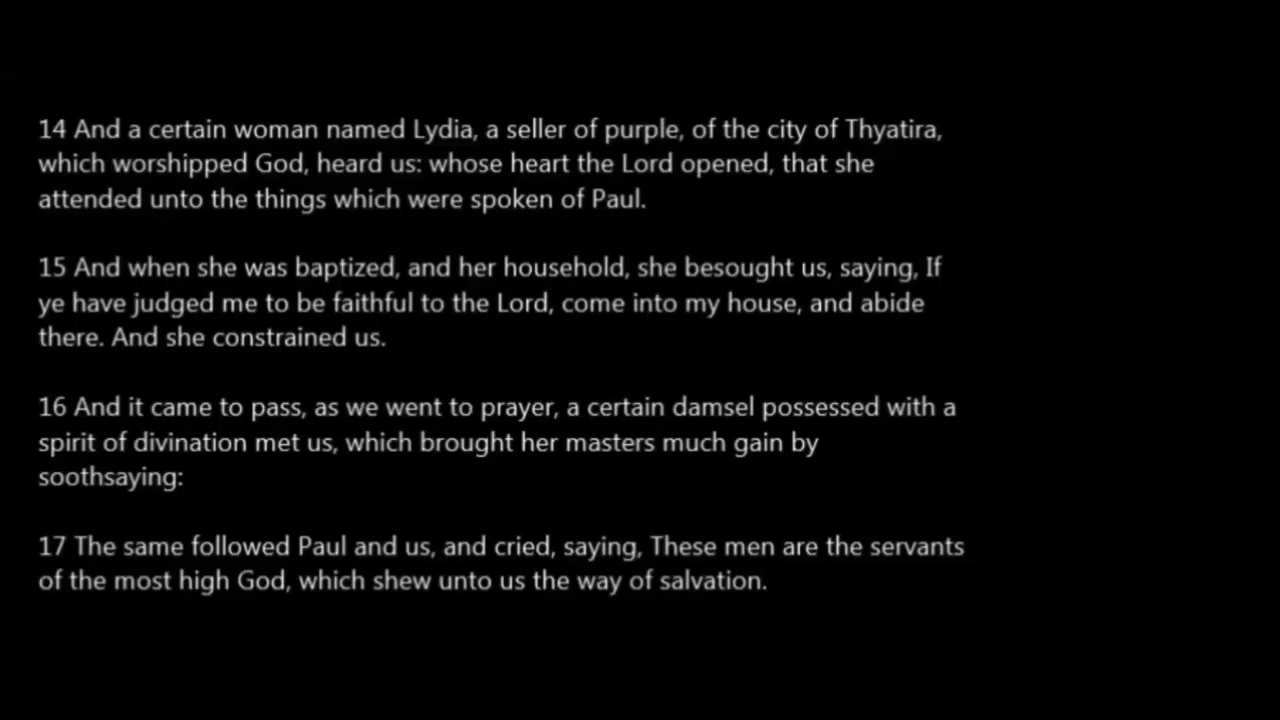 14 And a certain woman named Lydia, a seller of purple, of the city of Thyatira,
which worshipped God, heard us: whose heart the Lord opened, that she
attended unto the things which were spoken of Paul.
15 And when she was baptized, and her household, she besought us, saying, If
ye have judged me to be faithful to the Lord, come into my house, and abide
there. And she constrained us.
16 And it came to pass, as we went to prayer, a certain damsel possessed with a
spirit of divination met us, which brought her masters much gain by
soothsaying:
17 The same followed Paul and us, and cried, saying, These men are the servants
of the most high God, which shew unto us the way of salvation.